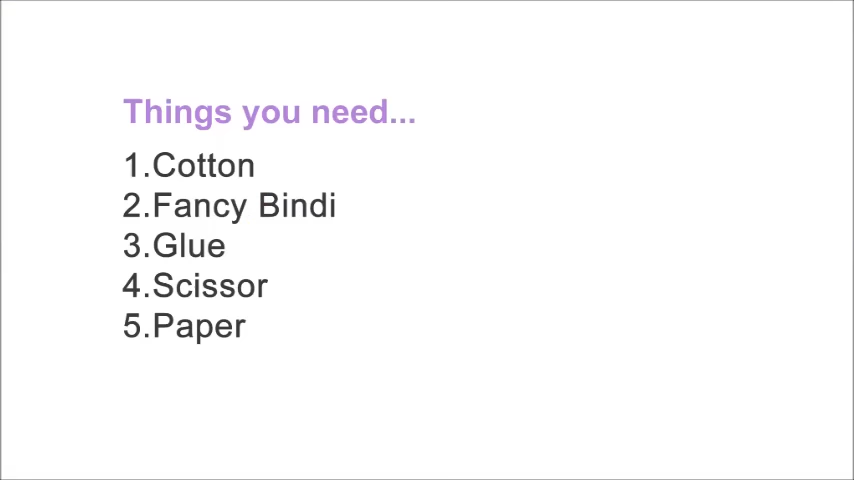 Things you need...
1.Cotton
2.Fancy Bindi
3.Glue
4.Scissor
5.Paper